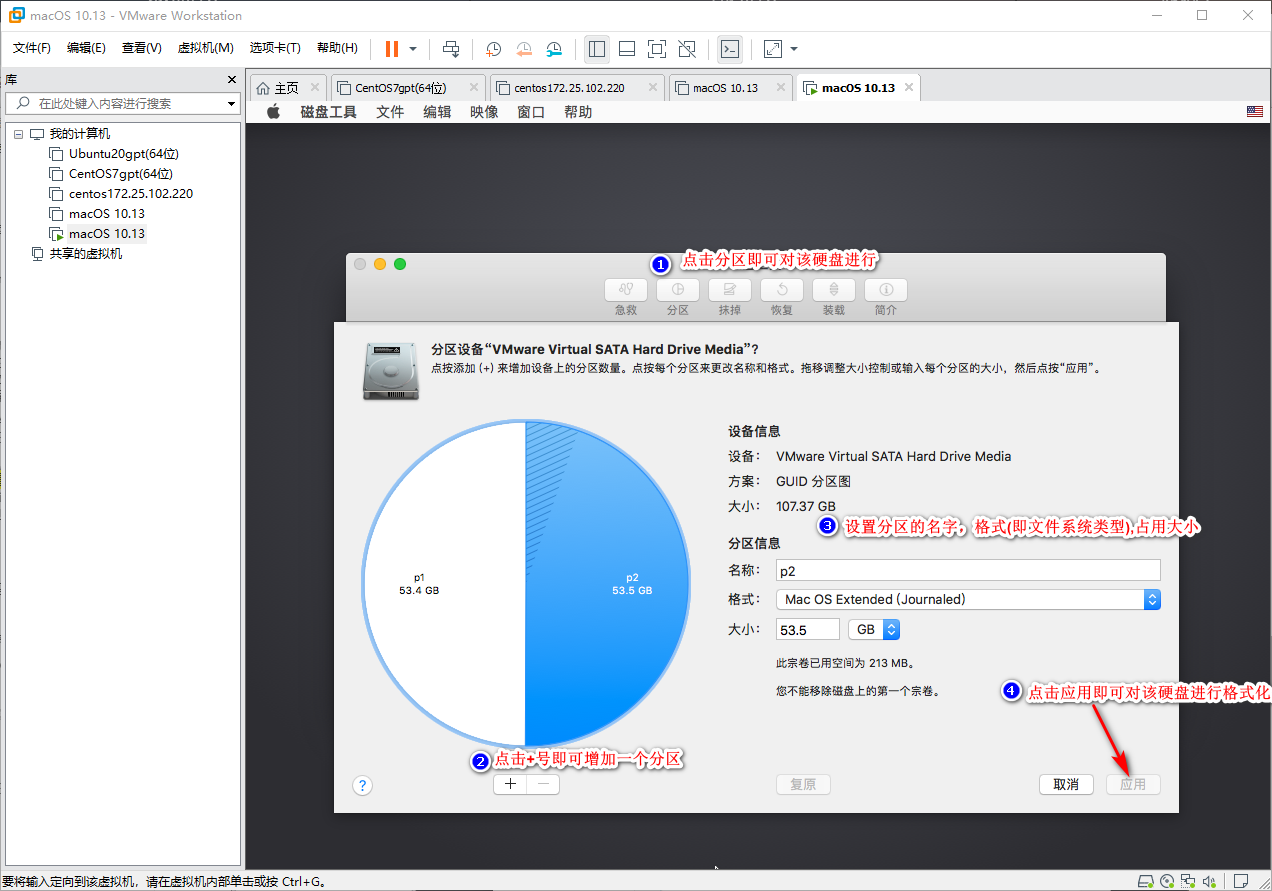 macOS 10.13 - VMware Workstation
文件(F) 编辑(E) 查看(V) 虚拟机(M) 选项卡(T) 帮助(H)
库
在此处键入内容进行搜索
我的计算机
Ubuntu20gpt(64位)
CentOS7gpt(64位)
centos172.25.102.220
macOS 10.13
macOS 10.13
共享的虚拟机
主页 CentOS7gpt(64位) centos172.25.102.220 macOS 10.13 macOS 10.13
磁盘工具 文件 编辑 映像 窗口 帮助
1 点击分区即可对该硬盘进行
急救 分区 抹掉 恢复 装载 简介
分区设备“VMware Virtual SATA Hard Drive Media”?
点按添加 (+) 来增加设备上的分区数量。点按每个分区来更改名称和格式。拖移调整大小控制或输入每个分区的大小，然后点按“应用”。
p1
53.4 GB
p2
53.5 GB
设备信息
设备： VMware Virtual SATA Hard Drive Media
方案： GUID 分区图
大小： 107.37 GB
3 设置分区的名字，格式(即文件系统类型),占用大小
分区信息
名称： p2
格式： Mac OS Extended (Journaled)
大小： 53.5 GB
此宗卷已用空间为 213 MB。
您不能移除磁盘上的第一个宗卷。
4 点击应用即可对该硬盘进行格式化
2 点击+号即可增加一个分区
? + − 复原 取消 应用
要将输入定向到该虚拟机，请在虚拟机内部单击或按 Ctrl+G。